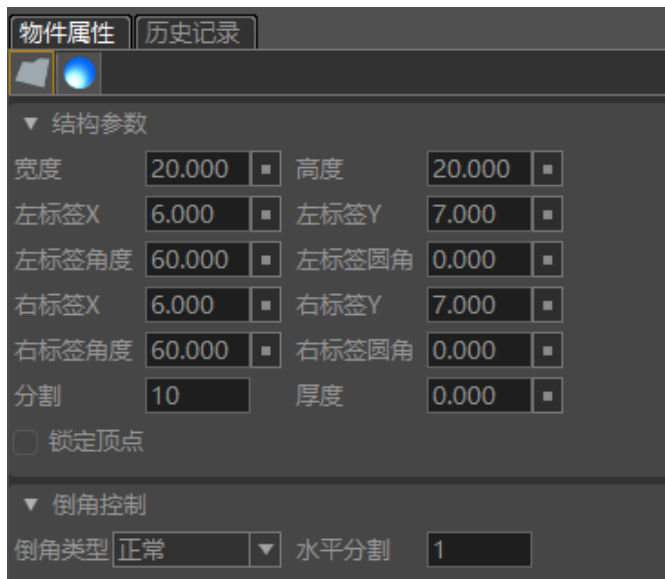 物件属性 历史记录
结构参数
宽度 20.000 高度 20.000
左标签X 6.000 左标签Y 7.000
左标签角度 60.000 左标签圆角 0.000
右标签X 6.000 右标签Y 7.000
右标签角度 60.000 右标签圆角 0.000
分割 10 厚度 0.000
锁定顶点
倒角控制
倒角类型 正常 水平分割 1